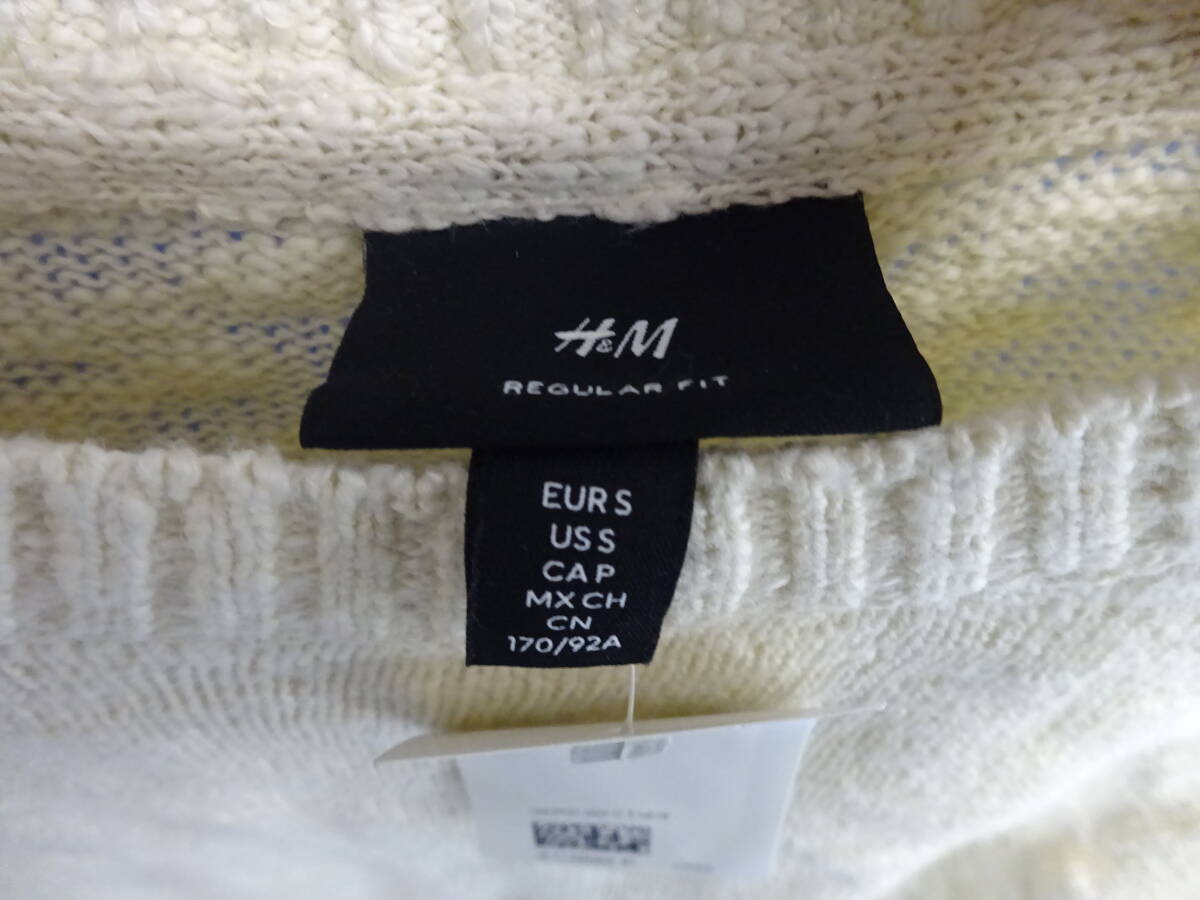 H&M
REGULAR FIT
EUR S
US S
CA P
MX CH
CN
170/92A